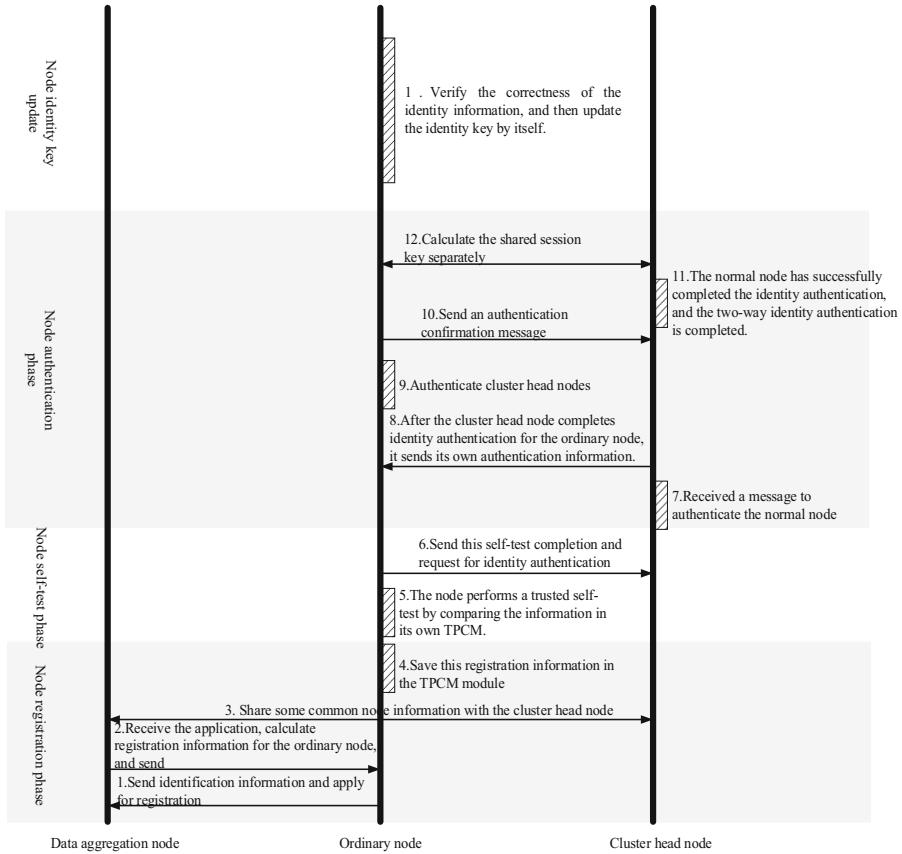 Node identity key
update
1 . Verify the correctness of the
identity information, and then update
the identity key by itself.
Node authentication
phase
12.Calculate the shared session
key separately
11.The normal node has successfully
completed the identity authentication,
and the two-way identity authentication
is completed.
10.Send an authentication
confirmation message
9.Authenticate cluster head nodes
8.After the cluster head node completes
identity authentication for the ordinary node,
it sends its own authentication information.
7.Received a message to
authenticate the normal node
Node self-test phase
6.Send this self-test completion and
request for identity authentication
5.The node performs a trusted self-
test by comparing the information in
its own TPCM.
Node registration phase
4.Save this registration information in
the TPCM module
3. Share some common node information with the cluster head node
2.Receive the application, calculate
registration information for the ordinary node,
and send
1.Send identification information and apply
for registration
Data aggregation node
Ordinary node
Cluster head node